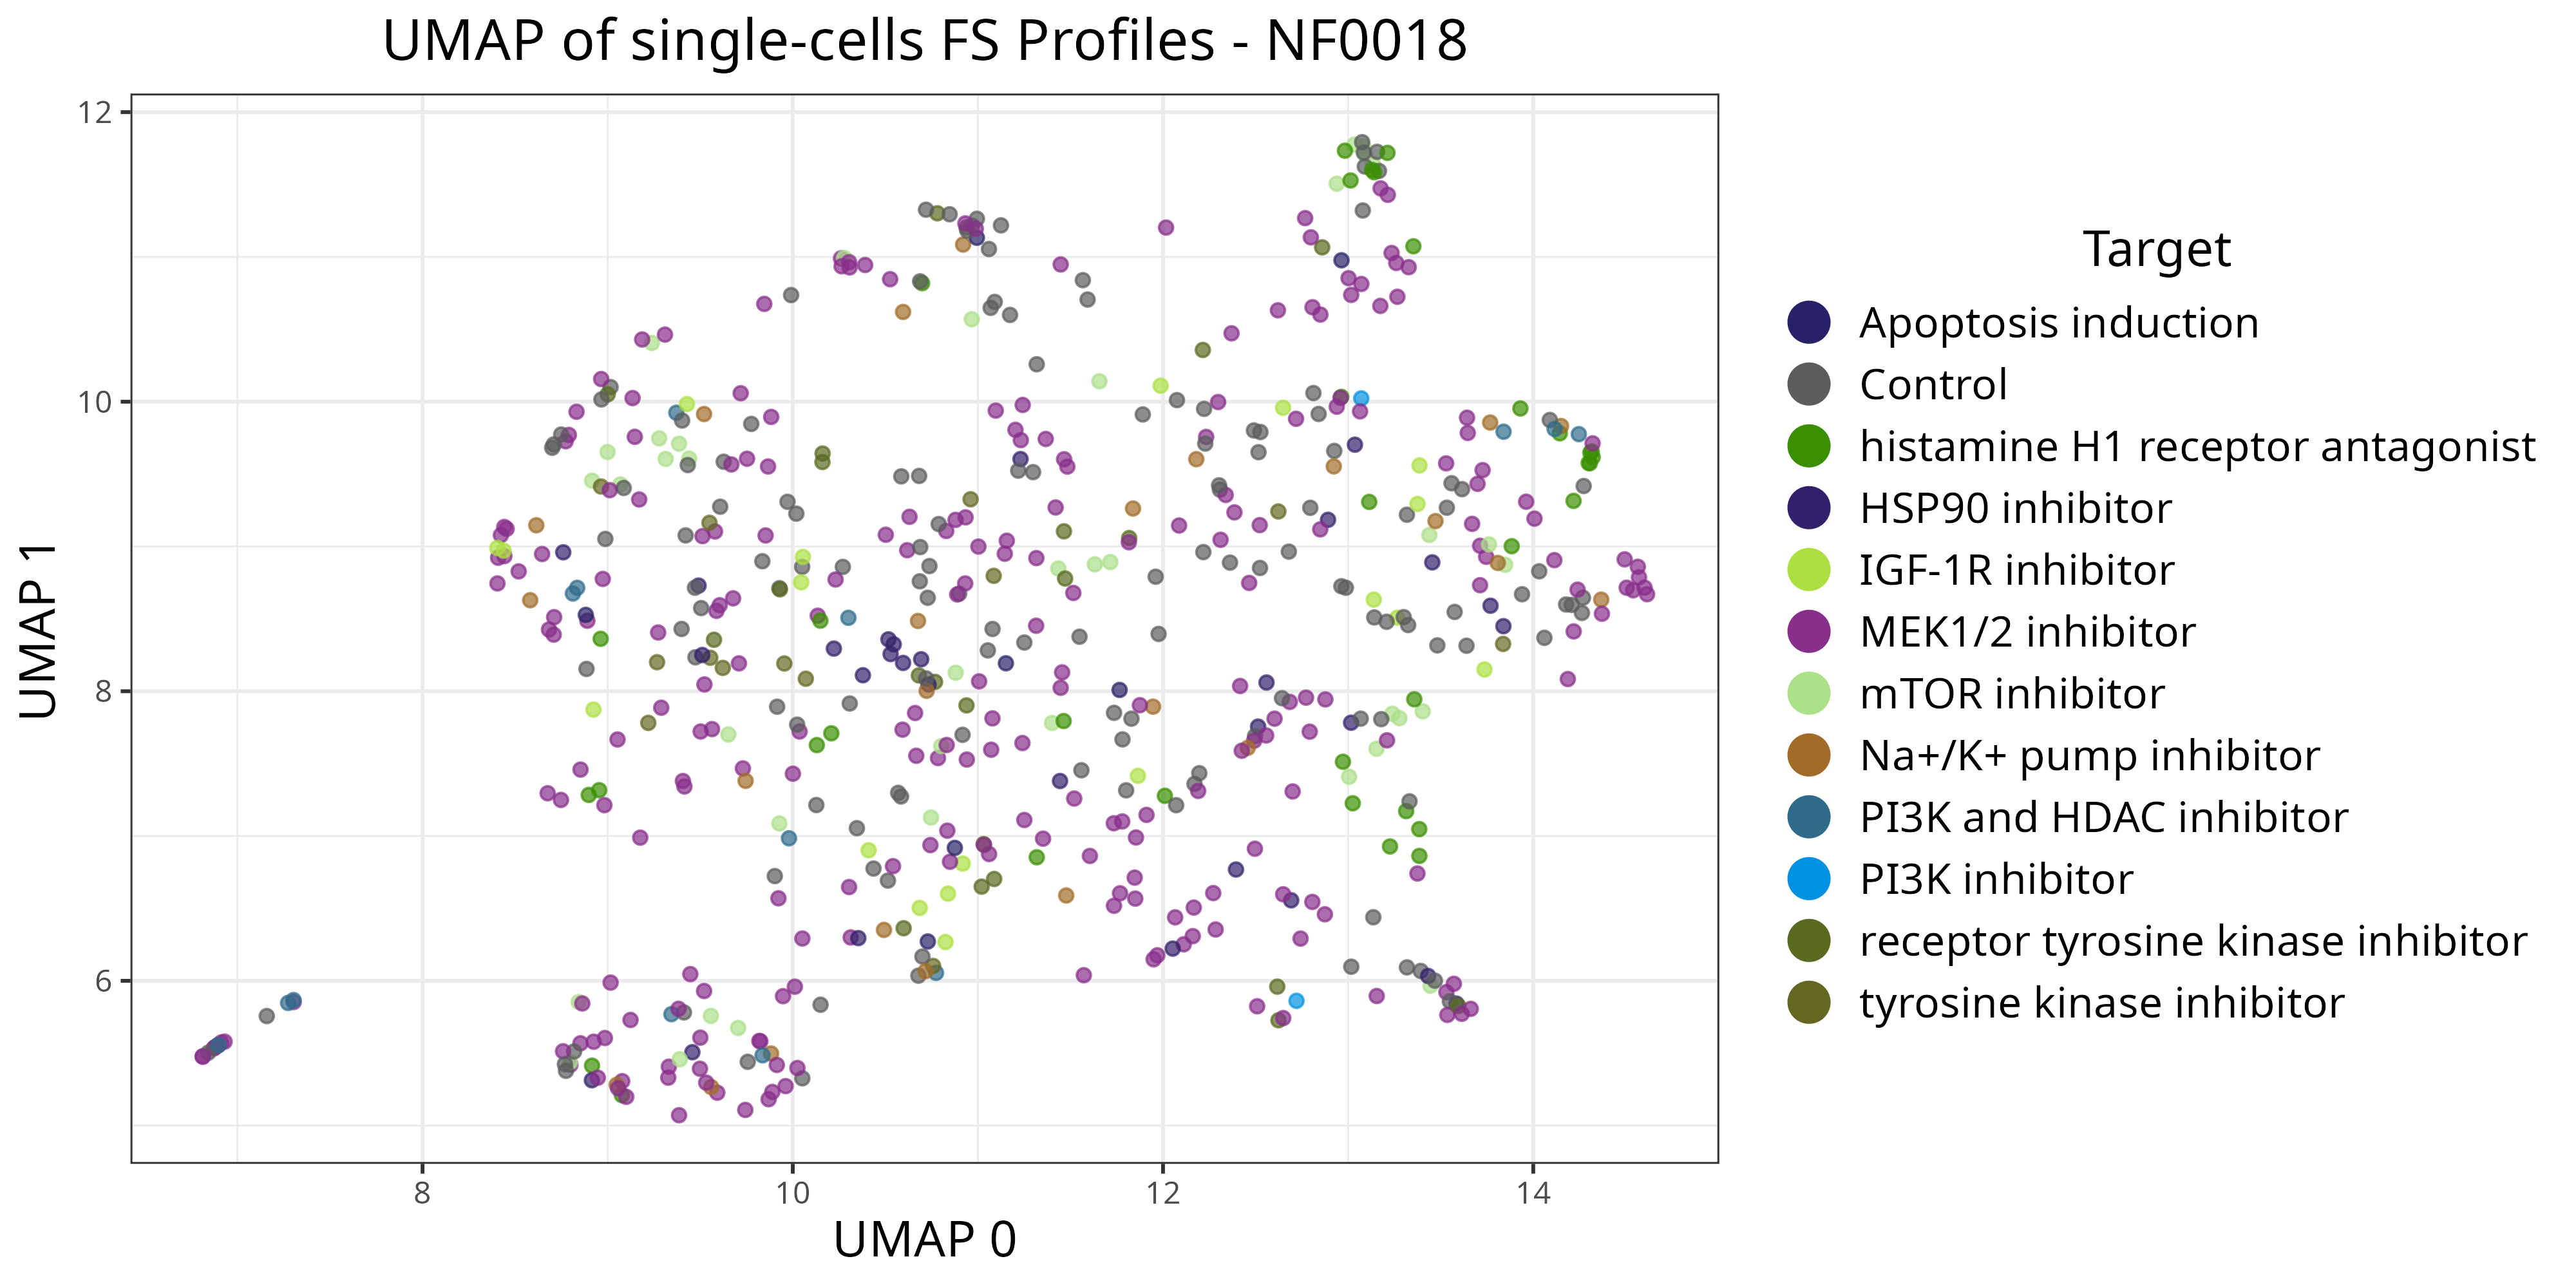 UMAP of single-cells FS Profiles - NF0018
12
10
8
6
UMAP 1
8
10
12
14
UMAP 0
Target
Apoptosis induction
Control
histamine H1 receptor antagonist
HSP90 inhibitor
IGF-1R inhibitor
MEK1/2 inhibitor
mTOR inhibitor
Na+/K+ pump inhibitor
PI3K and HDAC inhibitor
PI3K inhibitor
receptor tyrosine kinase inhibitor
tyrosine kinase inhibitor